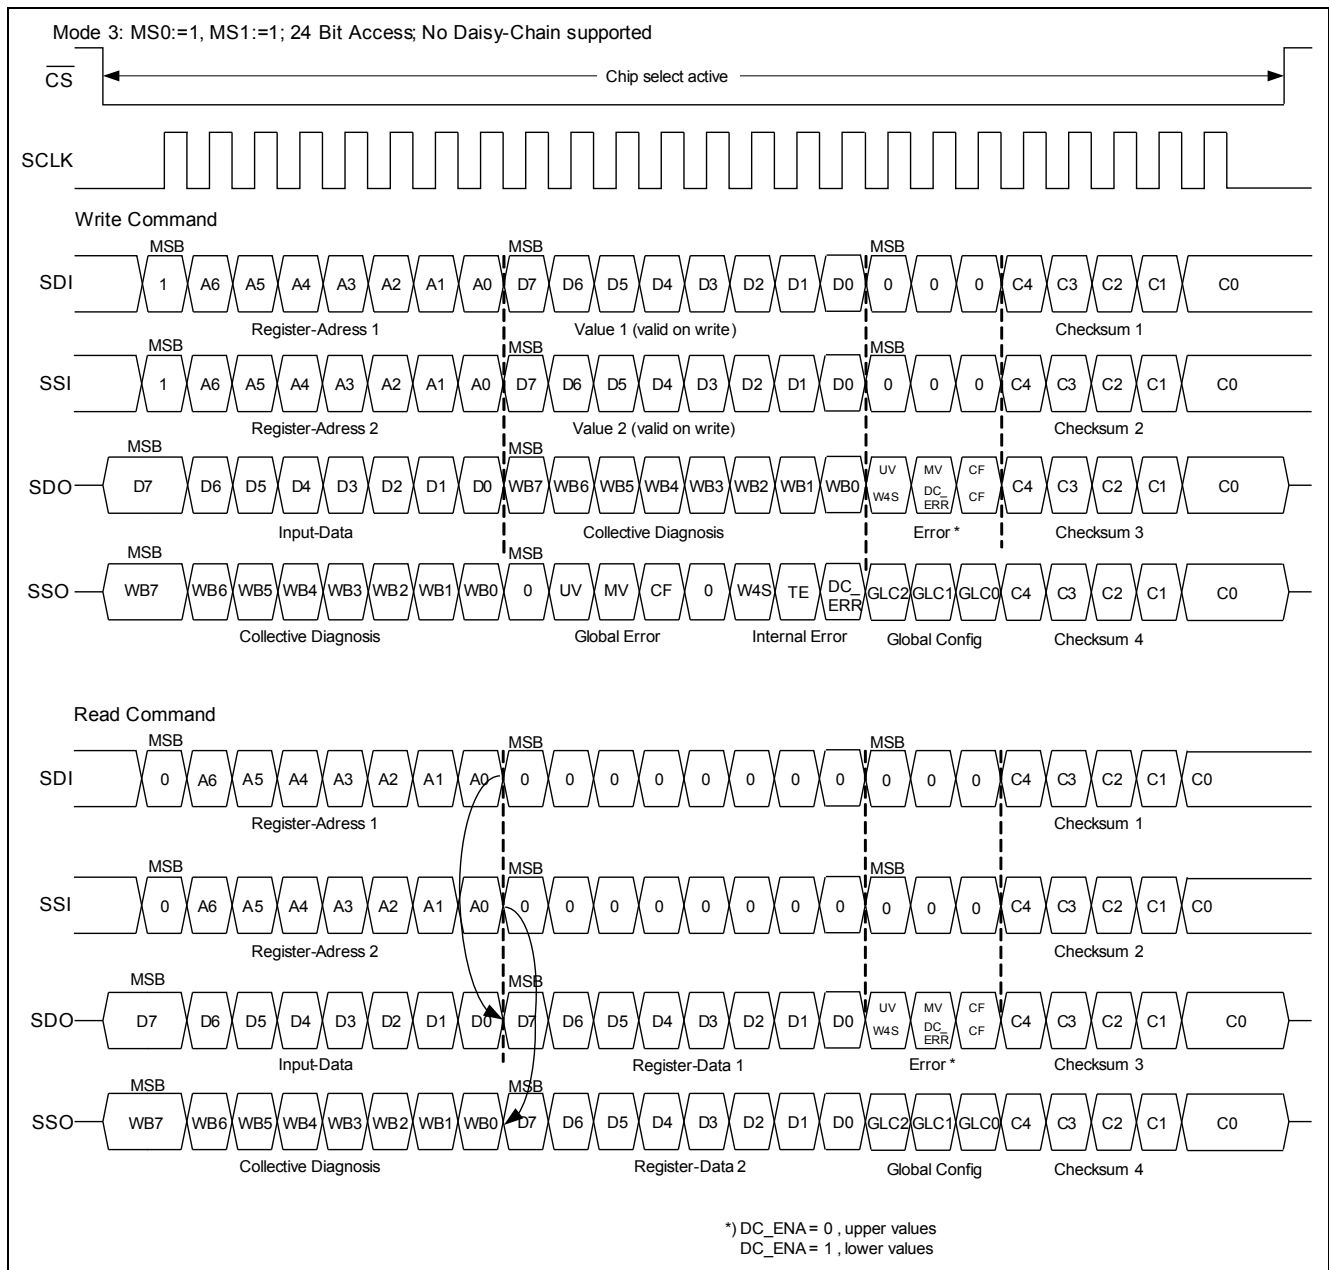 Mode 3: MS0:=1, MS1:=1; 24 Bit Access; No Daisy-Chain supported
CS
Chip select active
SCLK
Write Command
MSB MSB MSB
SDI 1 A6 A5 A4 A3 A2 A1 A0 D7 D6 D5 D4 D3 D2 D1 D0 0 0 0 C4 C3 C2 C1 C0
Register-Adress 1 Value 1 (valid on write) Checksum 1
MSB MSB MSB
SSI 1 A6 A5 A4 A3 A2 A1 A0 D7 D6 D5 D4 D3 D2 D1 D0 0 0 0 C4 C3 C2 C1 C0
Register-Adress 2 Value 2 (valid on write) Checksum 2
MSB MSB
UV MV CF
SDO D7 D6 D5 D4 D3 D2 D1 D0 WB7 WB6 WB5 WB4 WB3 WB2 WB1 WB0 W4S DC_ERR CF C4 C3 C2 C1 C0
Input-Data Collective Diagnosis Error * Checksum 3
MSB MSB
SSO WB7 WB6 WB5 WB4 WB3 WB2 WB1 WB0 0 UV MV CF 0 W4S TE DC_ERR GLC2 GLC1 GLC0 C4 C3 C2 C1 C0
Collective Diagnosis Global Error Internal Error Global Config Checksum 4
Read Command
MSB MSB MSB
SDI 0 A6 A5 A4 A3 A2 A1 A0 0 0 0 0 0 0 0 0 0 0 0 C4 C3 C2 C1 C0
Register-Adress 1 Checksum 1
MSB MSB MSB
SSI 0 A6 A5 A4 A3 A2 A1 A0 0 0 0 0 0 0 0 0 0 0 0 C4 C3 C2 C1 C0
Register-Adress 2 Checksum 2
MSB MSB
UV MV CF
SDO D7 D6 D5 D4 D3 D2 D1 D0 D7 D6 D5 D4 D3 D2 D1 D0 W4S DC_ERR CF C4 C3 C2 C1 C0
Input-Data Register-Data 1 Error * Checksum 3
MSB MSB
SSO WB7 WB6 WB5 WB4 WB3 WB2 WB1 WB0 D7 D6 D5 D4 D3 D2 D1 D0 GLC2 GLC1 GLC0 C4 C3 C2 C1 C0
Collective Diagnosis Register-Data 2 Global Config Checksum 4
*) DC_ENA = 0 , upper values
DC_ENA = 1 , lower values